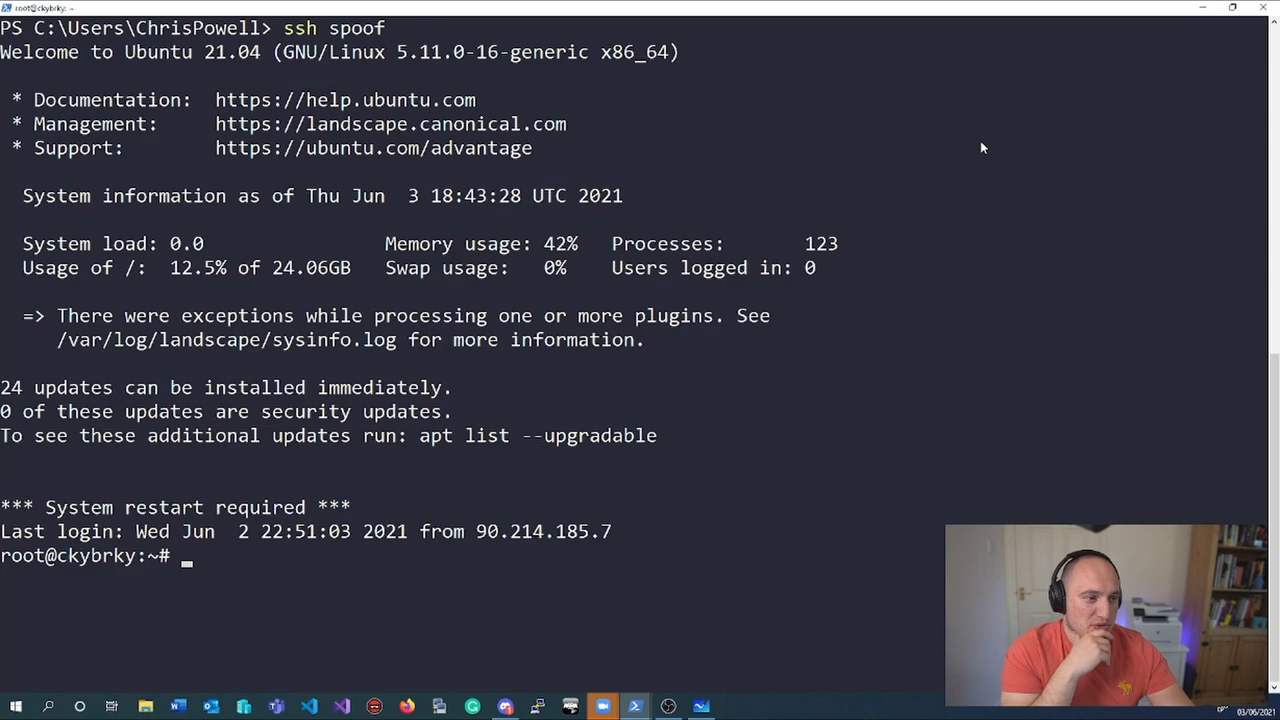 root@ckybrky: ~
PS C:\Users\ChrisPowell> ssh spoof
Welcome to Ubuntu 21.04 (GNU/Linux 5.11.0-16-generic x86_64)
* Documentation: https://help.ubuntu.com
* Management: https://landscape.canonical.com
* Support: https://ubuntu.com/advantage
System information as of Thu Jun 3 18:43:28 UTC 2021
System load: 0.0 Memory usage: 42% Processes: 123
Usage of /: 12.5% of 24.06GB Swap usage: 0% Users logged in: 0
=> There were exceptions while processing one or more plugins. See
/var/log/landscape/sysinfo.log for more information.
24 updates can be installed immediately.
0 of these updates are security updates.
To see these additional updates run: apt list --upgradable
*** System restart required ***
Last login: Wed Jun 2 22:51:03 2021 from 90.214.185.7
root@ckybrky:~# _
03/06/2021